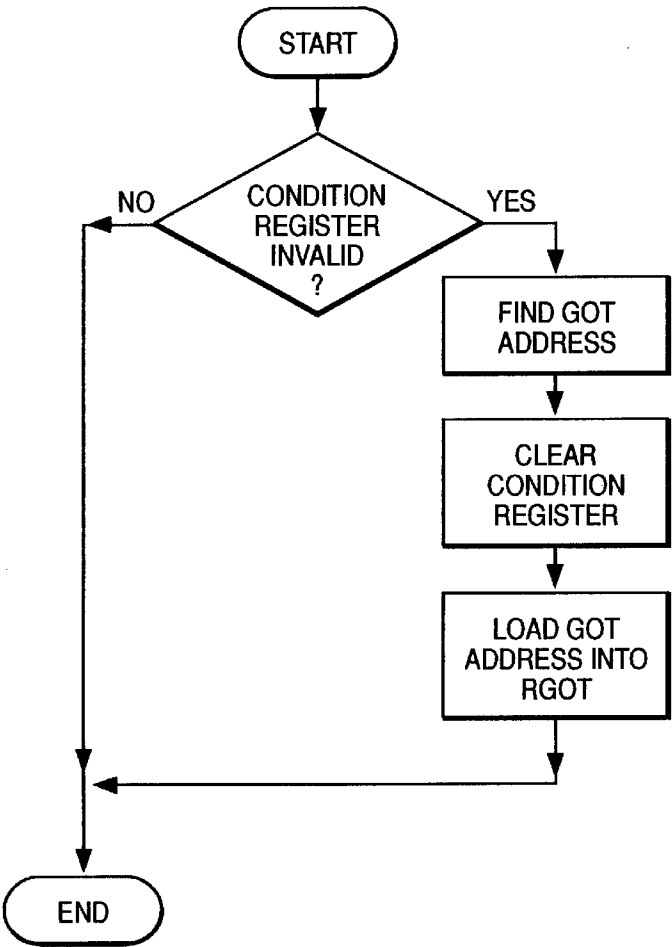 START
NO
CONDITION
REGISTER
INVALID
?
YES
FIND GOT
ADDRESS
CLEAR
CONDITION
REGISTER
LOAD GOT
ADDRESS INTO
RGOT
END